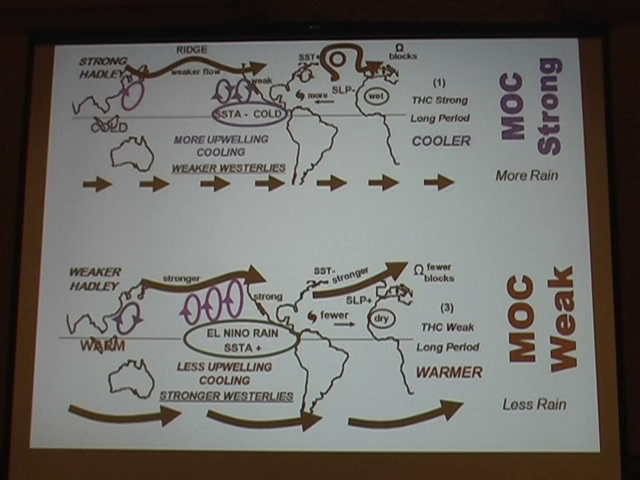 RIDGE
STRONG
HADLEY
weaker flow
weak
SST+
Ω
blocks
more
SLP-
wet
(1)
THC Strong
Long Period
COOLER
MOC
Strong
More Rain
COLD
SSTA - COLD
MORE UPWELLING
COOLING
WEAKER WESTERLIES
WEAKER
HADLEY
stronger
strong
SST-
stronger
Ω fewer
blocks
SLP+
fewer
dry
(3)
THC Weak
Long Period
WARMER
MOC
Weak
Less Rain
WARM
EL NINO RAIN
SSTA +
LESS UPWELLING
COOLING
STRONGER WESTERLIES